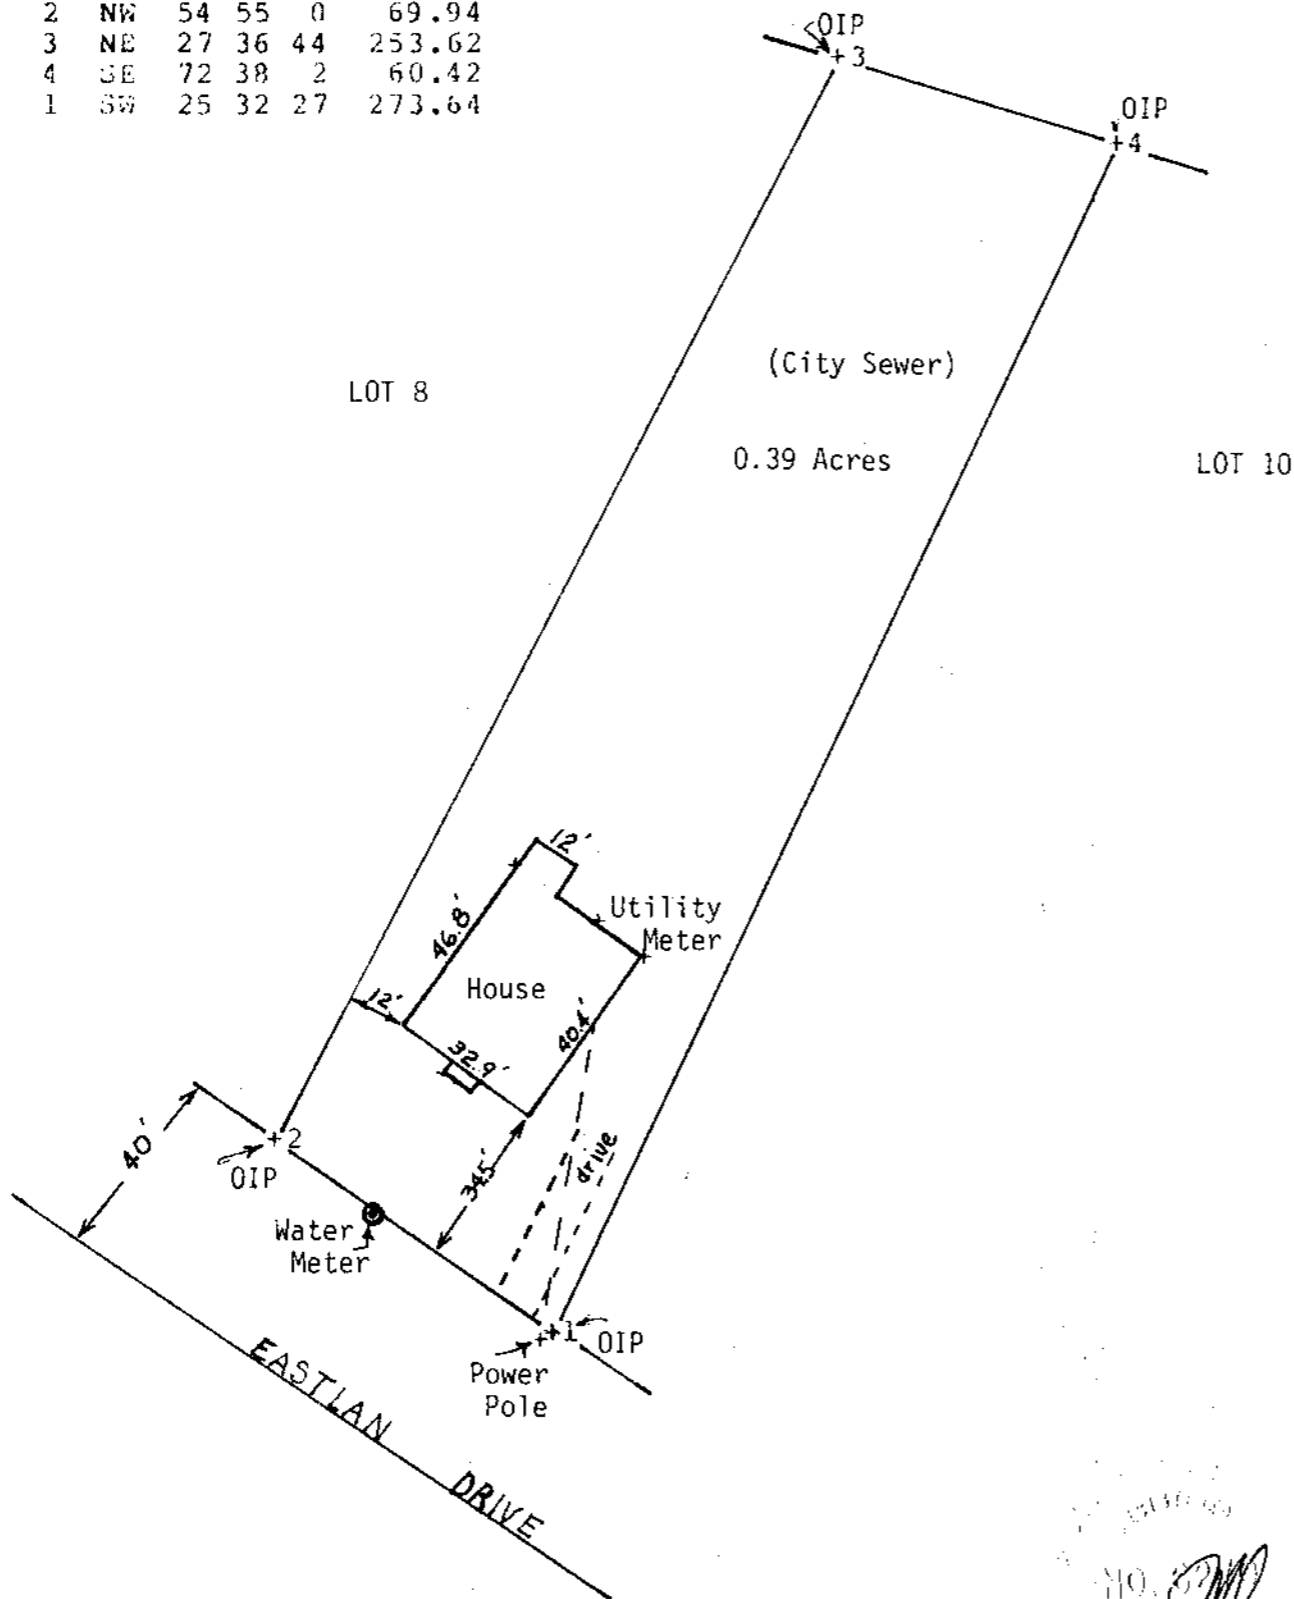 2 NW 54 55 0 69.94
3 NE 27 36 44 253.62
4 SE 72 38 2 60.42
1 SW 25 32 27 273.64
OIP
3
OIP
4
(City Sewer)
LOT 8
0.39 Acres
LOT 10
12'
46.8'
Utility
Meter
House
12'
40.4'
32.9'
40'
2
OIP
34.5'
drive
Water
Meter
1
OIP
Power
Pole
EASTLAN DRIVE
NO.